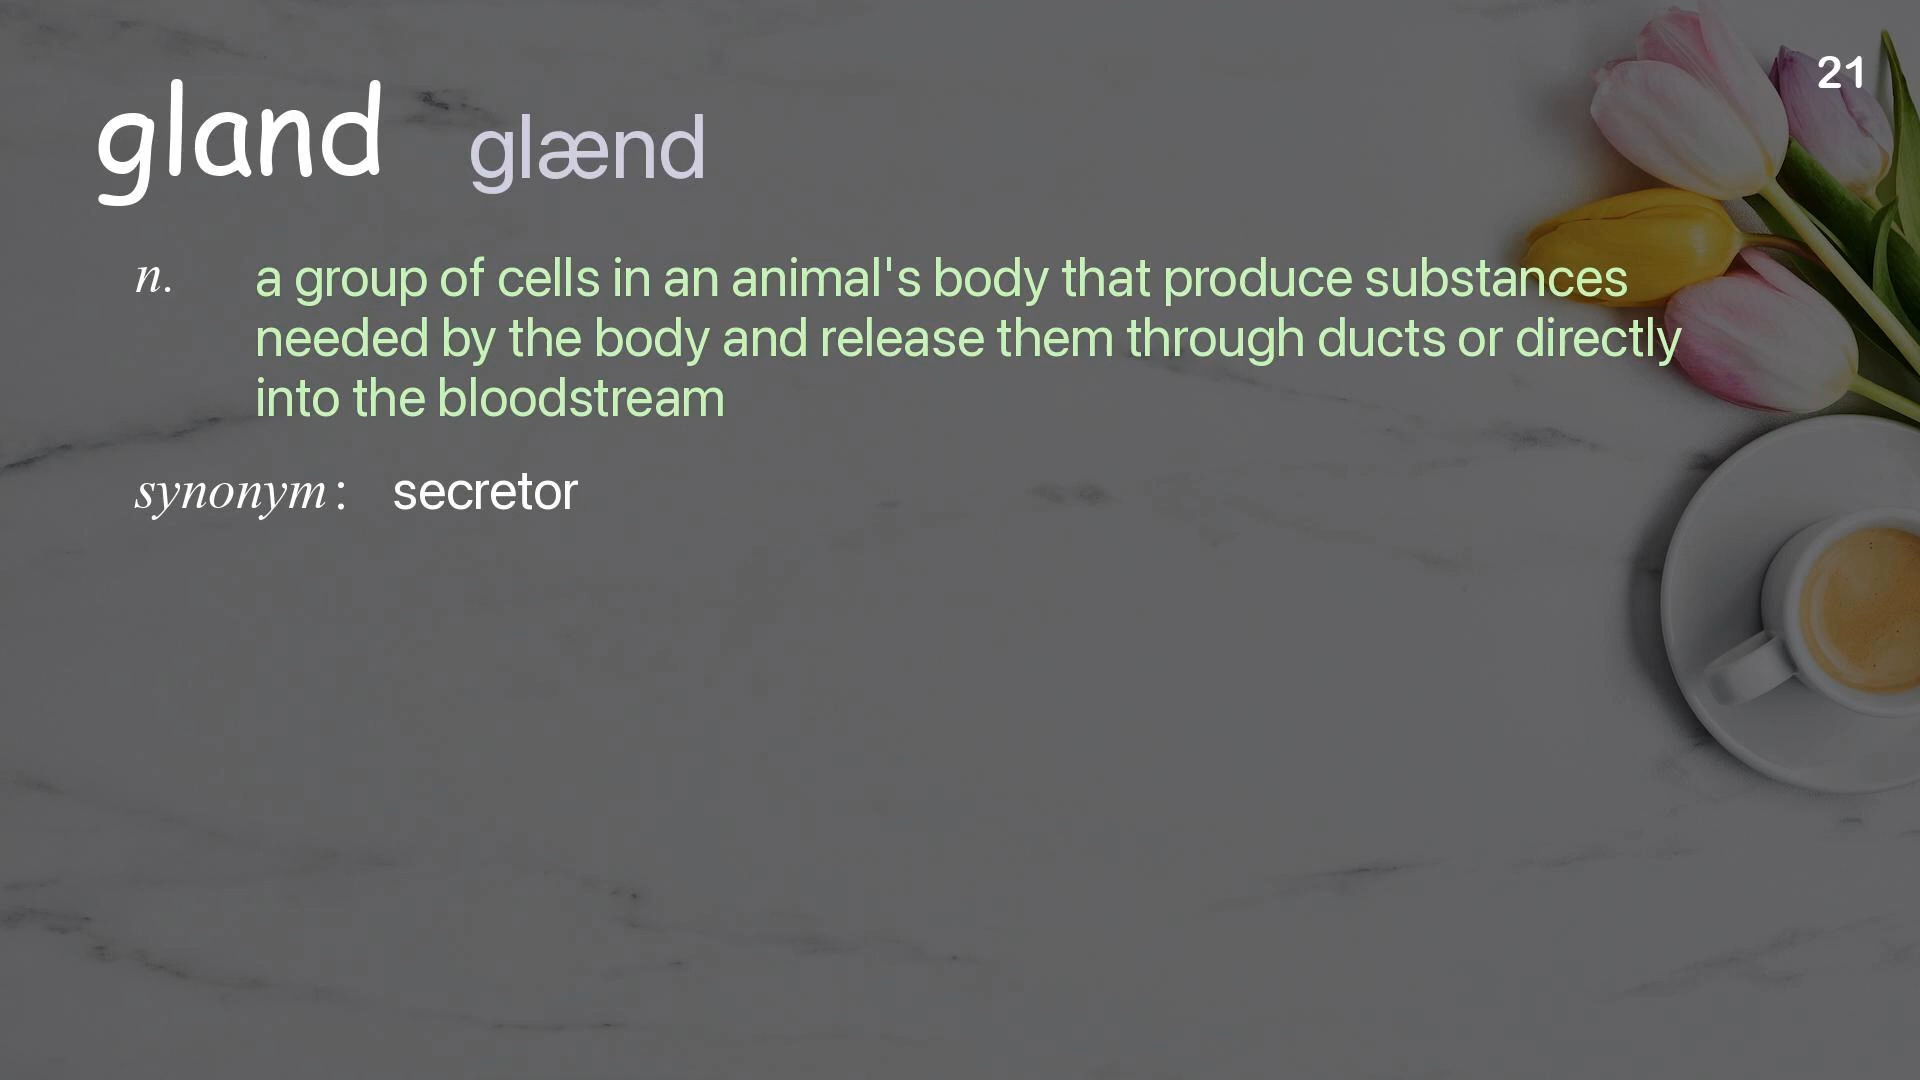 21
gland glænd
n. a group of cells in an animal's body that produce substances
needed by the body and release them through ducts or directly
into the bloodstream
synonym: secretor